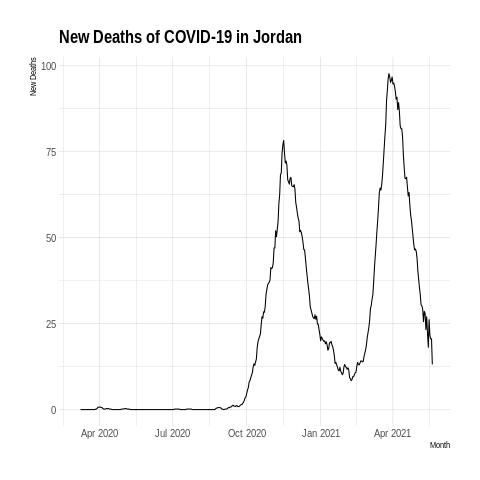 New Deaths of COVID-19 in Jordan
New Deaths
100
75
50
25
0
Apr 2020 Jul 2020 Oct 2020 Jan 2021 Apr 2021
Month